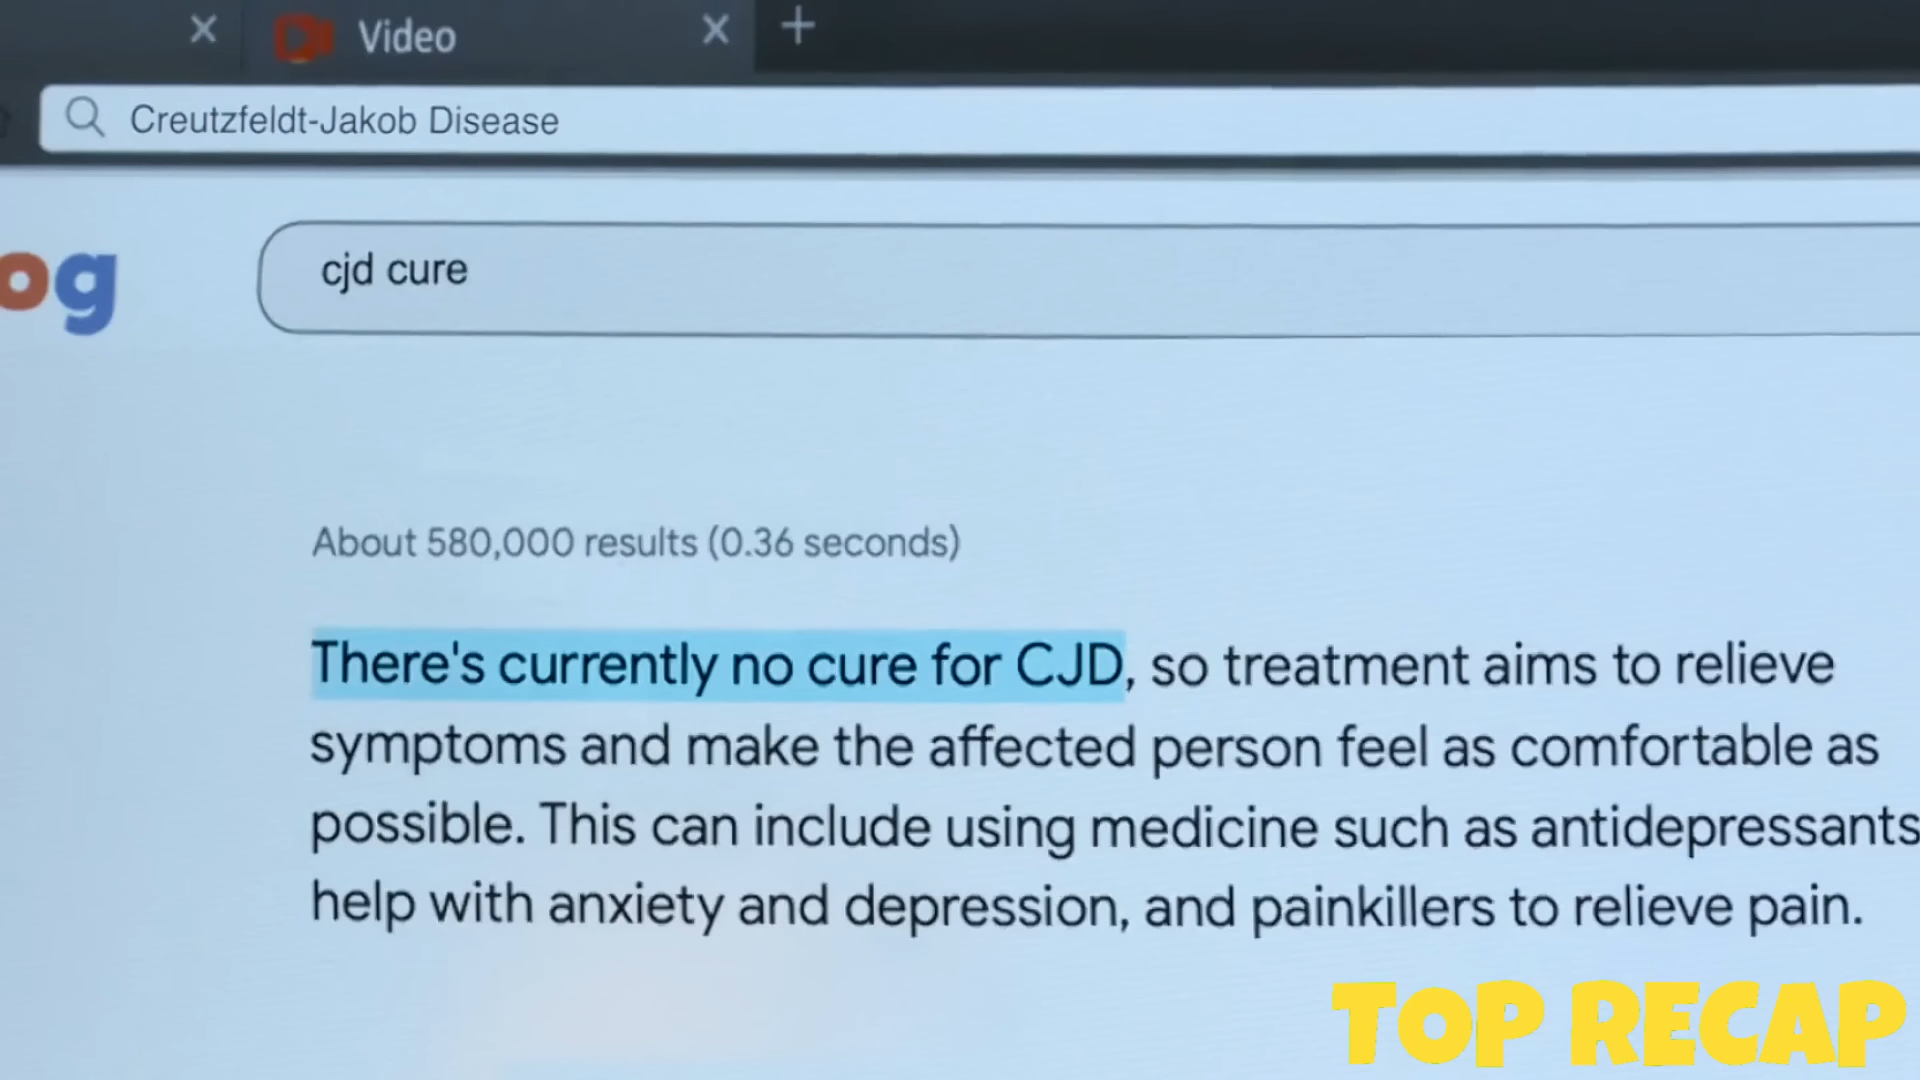 Video
Creutzfeldt-Jakob Disease
og
cjd cure
About 580,000 results (0.36 seconds)
There's currently no cure for CJD, so treatment aims to relieve
symptoms and make the affected person feel as comfortable as
possible. This can include using medicine such as antidepressants
help with anxiety and depression, and painkillers to relieve pain.
TOP RECAP